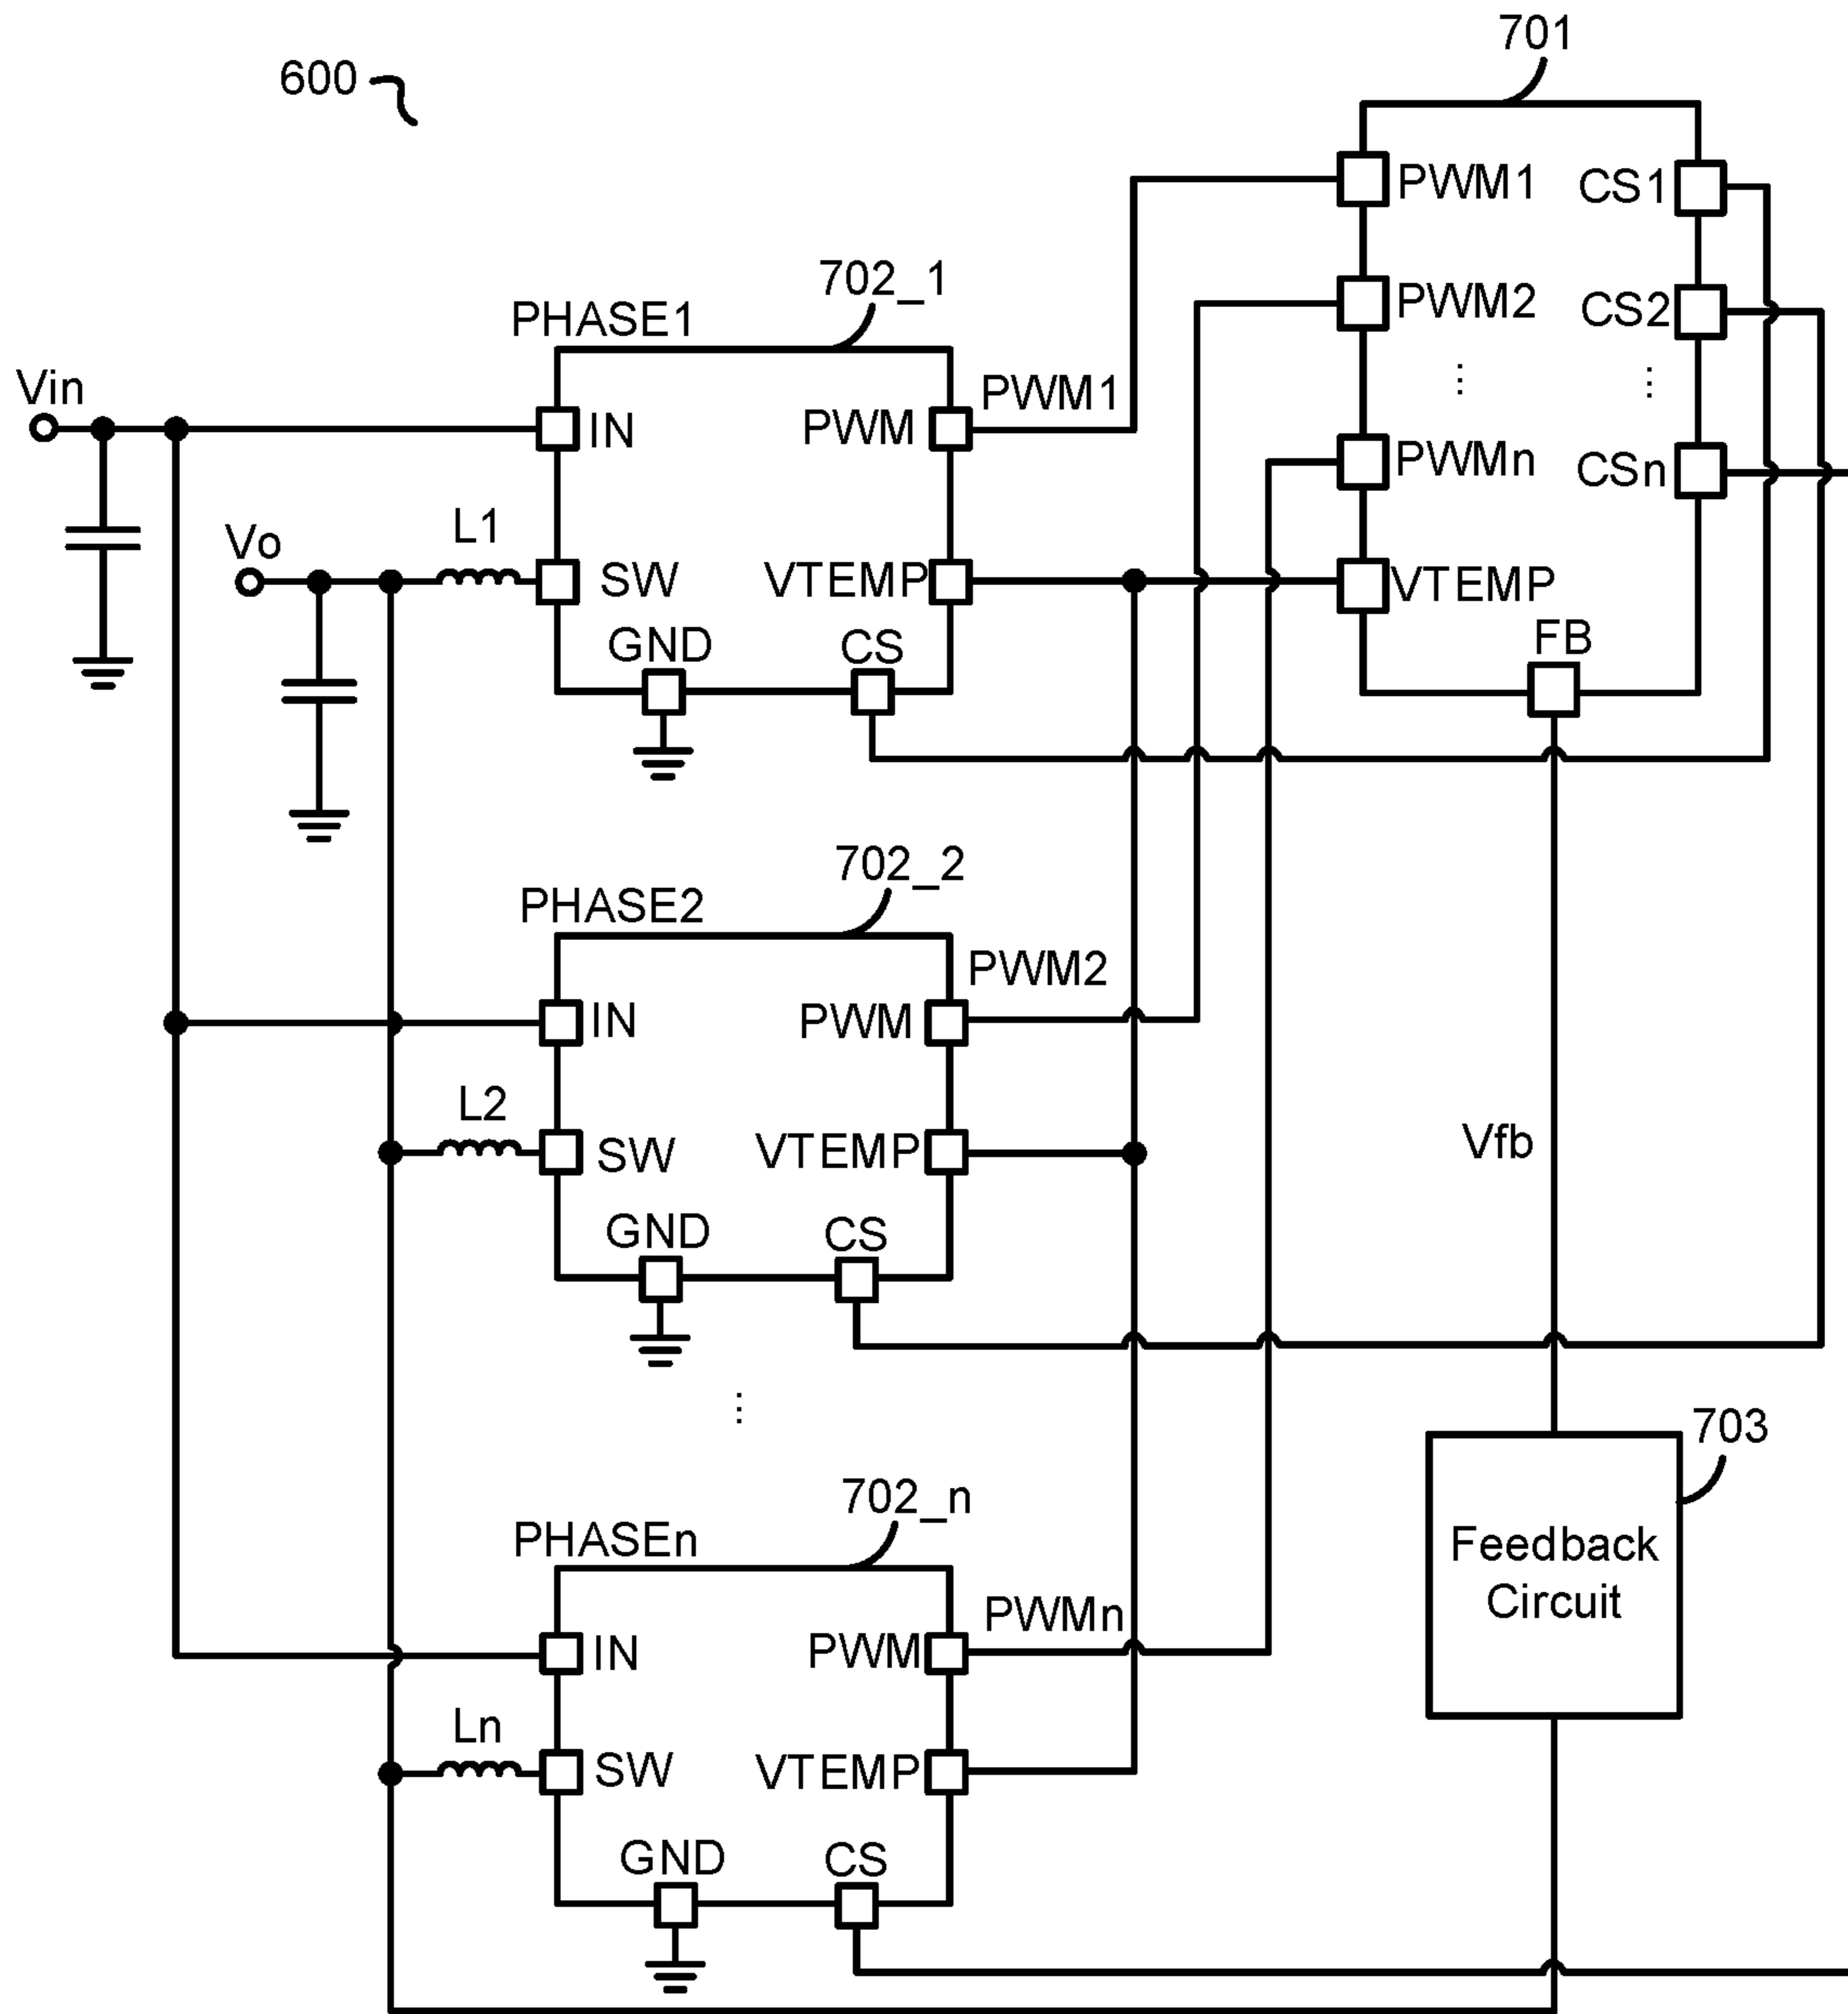 600
701
PWM1
CS1
PWM2
CS2
⋮
⋮
PWMn
CSn
VTEMP
FB
702_1
PHASE1
Vin
IN
PWM
PWM1
Vo
L1
SW
VTEMP
GND
CS
702_2
PHASE2
IN
PWM
PWM2
L2
SW
VTEMP
Vfb
GND
CS
⋮
703
Feedback
Circuit
702_n
PHASEn
IN
PWM
PWMn
Ln
SW
VTEMP
GND
CS